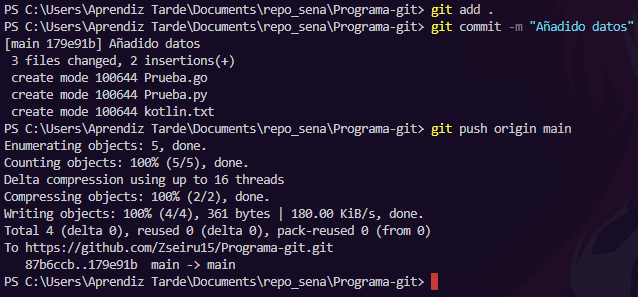 PS C:\Users\Aprendiz Tarde\Documents\repo_sena\Programa-git> git add .
PS C:\Users\Aprendiz Tarde\Documents\repo_sena\Programa-git> git commit -m "Añadido datos"
[main 179e91b] Añadido datos
 3 files changed, 2 insertions(+)
 create mode 100644 Prueba.go
 create mode 100644 Prueba.py
 create mode 100644 kotlin.txt
PS C:\Users\Aprendiz Tarde\Documents\repo_sena\Programa-git> git push origin main
Enumerating objects: 5, done.
Counting objects: 100% (5/5), done.
Delta compression using up to 16 threads
Compressing objects: 100% (2/2), done.
Writing objects: 100% (4/4), 361 bytes | 180.00 KiB/s, done.
Total 4 (delta 0), reused 0 (delta 0), pack-reused 0 (from 0)
To https://github.com/Zseiru15/Programa-git.git
   87b6ccb..179e91b  main -> main
PS C:\Users\Aprendiz Tarde\Documents\repo_sena\Programa-git>